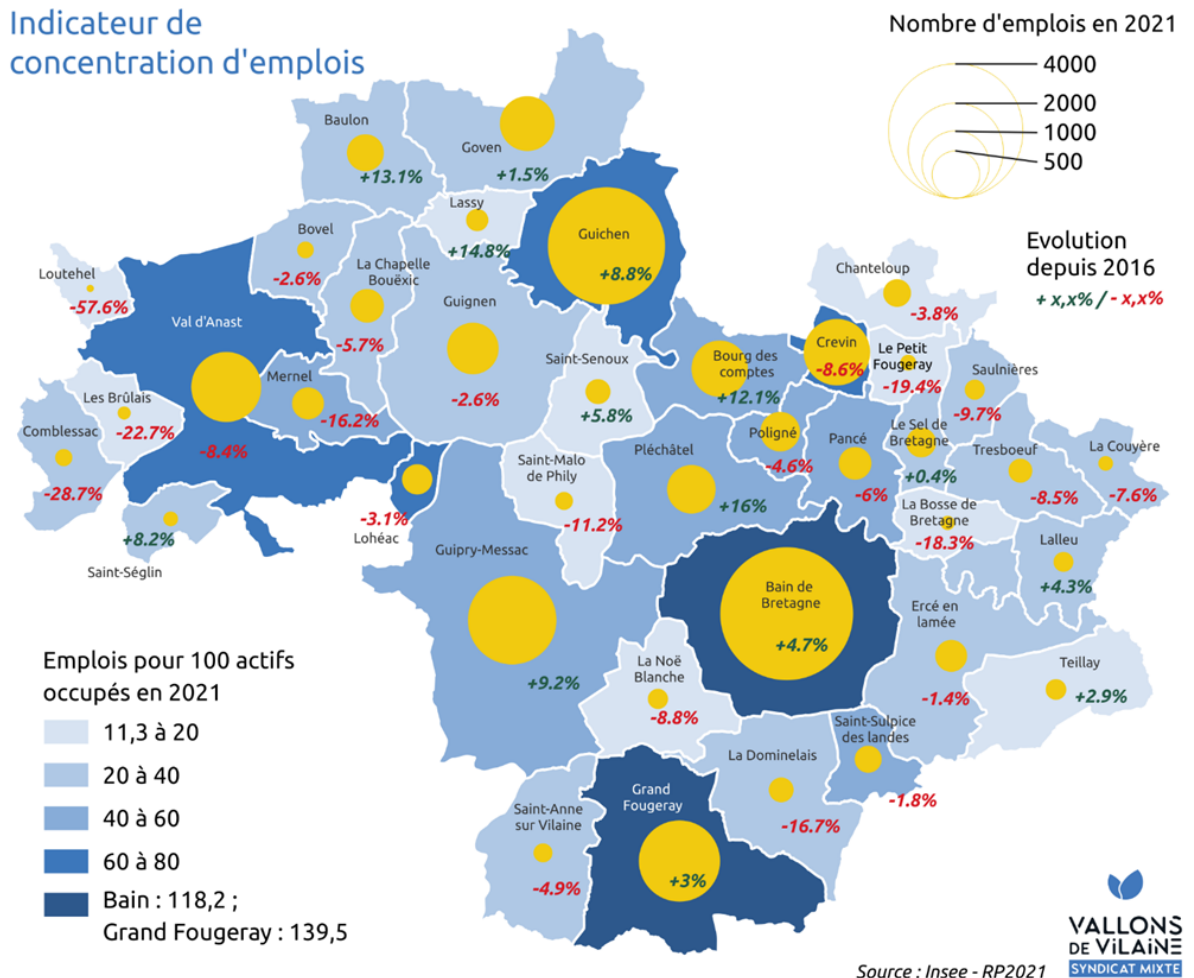 Indicateur de
concentration d'emplois
Nombre d'emplois en 2021
4000
2000
1000
500
Evolution
depuis 2016
+ x,x% / - x,x%
Baulon
+13.1%
Goven
+1.5%
Lassy
+14.8%
Guichen
+8.8%
Bovel
-2.6%
Loutehel
-57.6%
La Chapelle
Bouëxic
-5.7%
Guignen
-2.6%
Val d'Anast
-8.4%
Mernel
-16.2%
Les Brûlais
-22.7%
Comblessac
-28.7%
+8.2%
Saint-Séglin
-3.1%
Lohéac
Saint-Senoux
+5.8%
Bourg des
comptes
+12.1%
Crevin
-8.6%
Chanteloup
-3.8%
Le Petit
Fougeray
-19.4%
Saulnières
-9.7%
Poligné
-4.6%
Pancé
-6%
Le Sel de
Bretagne
+0.4%
Tresboeuf
-8.5%
La Couyère
-7.6%
Saint-Malo
de Phily
-11.2%
Pléchâtel
+16%
La Bosse de
Bretagne
-18.3%
Lalleu
+4.3%
Guipry-Messac
+9.2%
Bain de
Bretagne
+4.7%
Ercé en
lamée
-1.4%
Teillay
+2.9%
La Noë
Blanche
-8.8%
Saint-Sulpice
des landes
-1.8%
La Dominelais
-16.7%
Grand
Fougeray
+3%
Saint-Anne
sur Vilaine
-4.9%
Emplois pour 100 actifs
occupés en 2021
11,3 à 20
20 à 40
40 à 60
60 à 80
Bain : 118,2 ;
Grand Fougeray : 139,5
VALLONS
DE VILAINE
SYNDICAT MIXTE
Source : Insee - RP2021